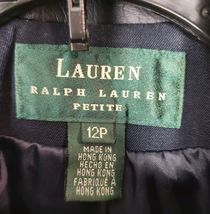 LAUREN
RALPH LAUREN
PETITE
12P
MADE IN
HONG KONG
HECHO EN
HONG KONG
FABRIQUÉ À
HONG KONG